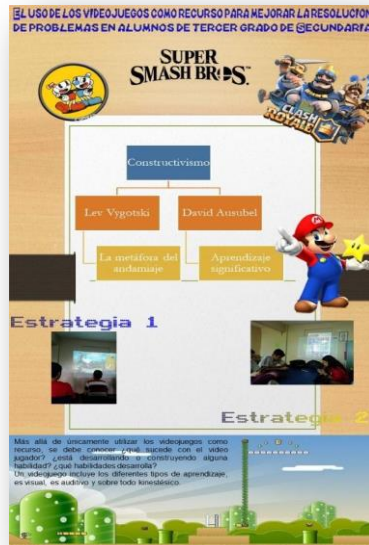 EL USO DE LOS VIDEOJUEGOS COMO RECURSO PARA MEJORAR LA RESOLUCION
DE PROBLEMAS EN ALUMNOS DE TERCER GRADO DE SECUNDARIA
SUPER
SMASH BROS.
CLASH
ROYALE
Constructivismo
Lev Vygotski
David Ausubel
La metáfora del
andamiaje
Aprendizaje
significativo
Estrategia 1
Estrategia 2
Más allá de únicamente utilizar los videojuegos como
recurso, se debe conocer ¿qué sucede con el video
jugador? ¿está desarrollando o construyendo alguna
habilidad? ¿qué habilidades desarrolla?
Un videojuego incluye los diferentes tipos de aprendizaje,
es visual, es auditivo y sobre todo kinestésico.